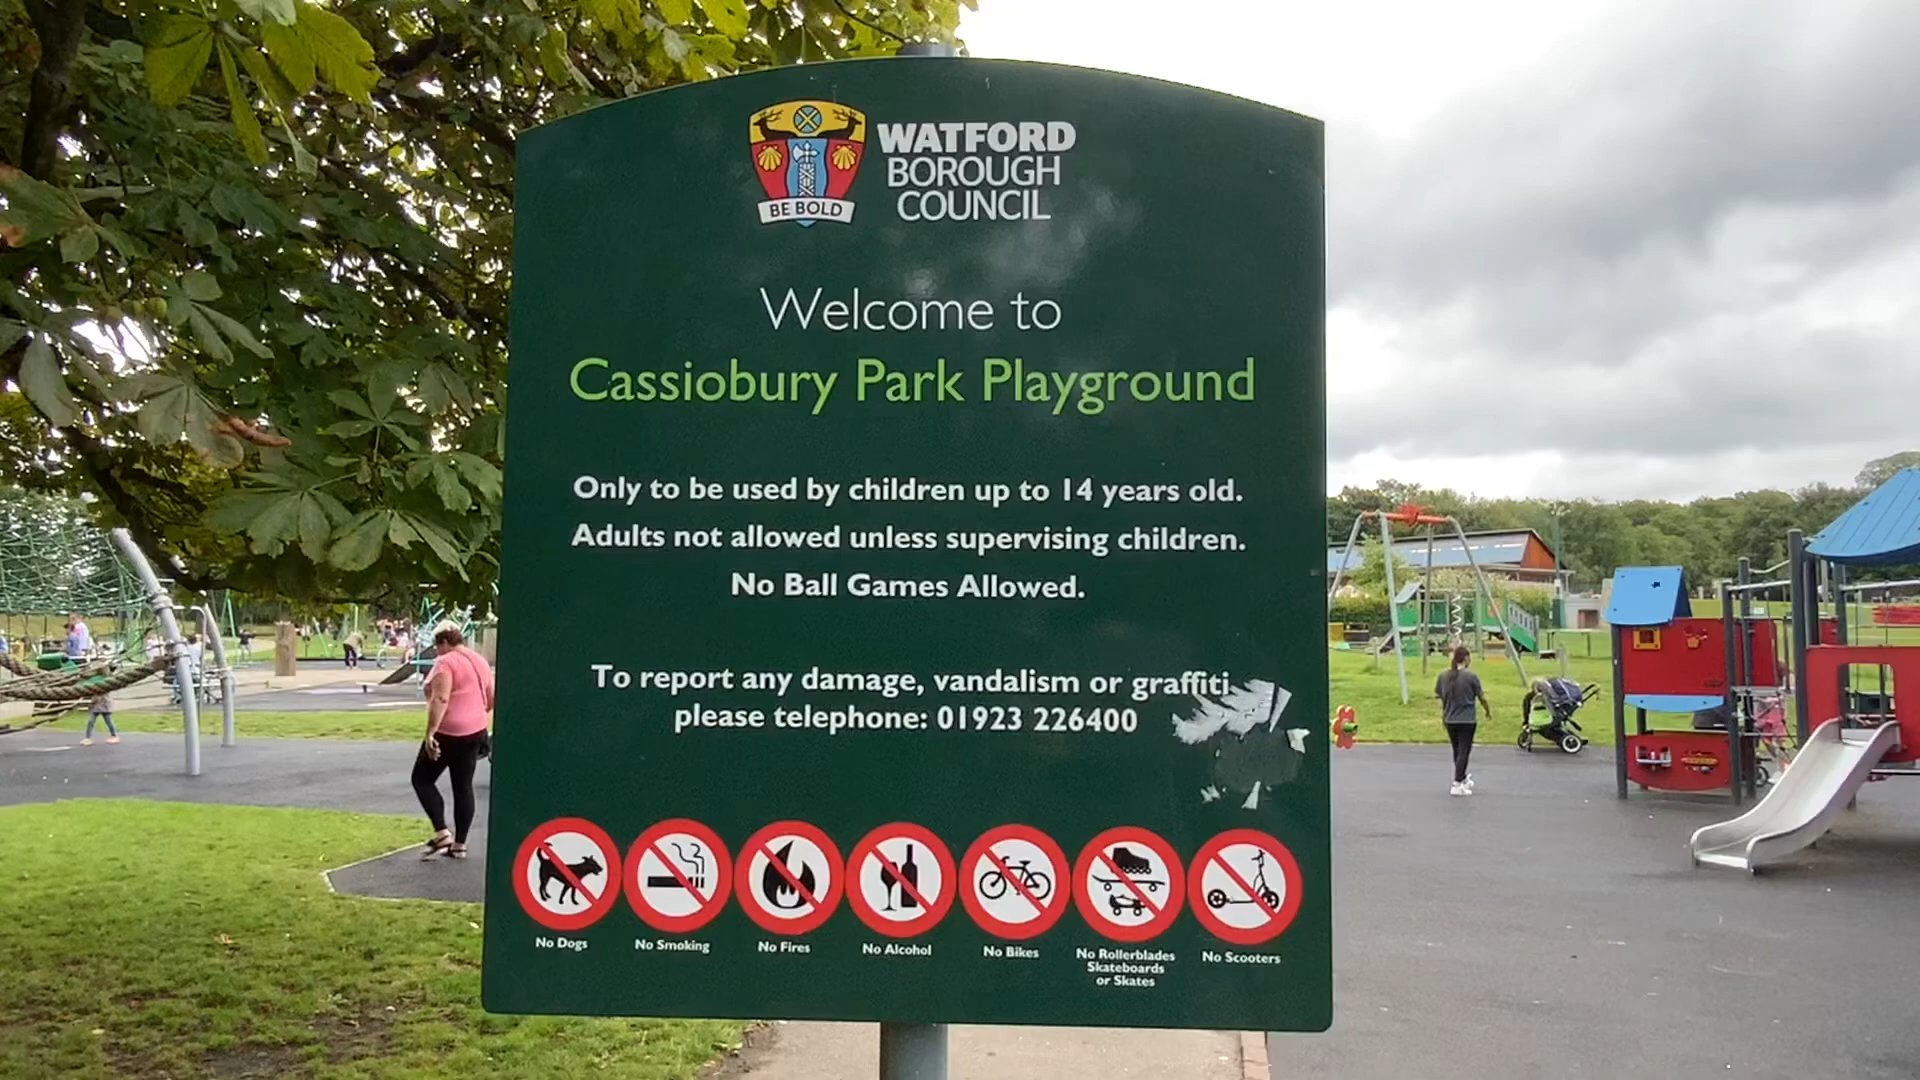 BE BOLD
WATFORD
BOROUGH
COUNCIL
Welcome to
Cassiobury Park Playground
Only to be used by children up to 14 years old.
Adults not allowed unless supervising children.
No Ball Games Allowed.
To report any damage, vandalism or graffiti
please telephone: 01923 226400
No Dogs
No Smoking
No Fires
No Alcohol
No Bikes
No Rollerblades
Skateboards
or Skates
No Scooters